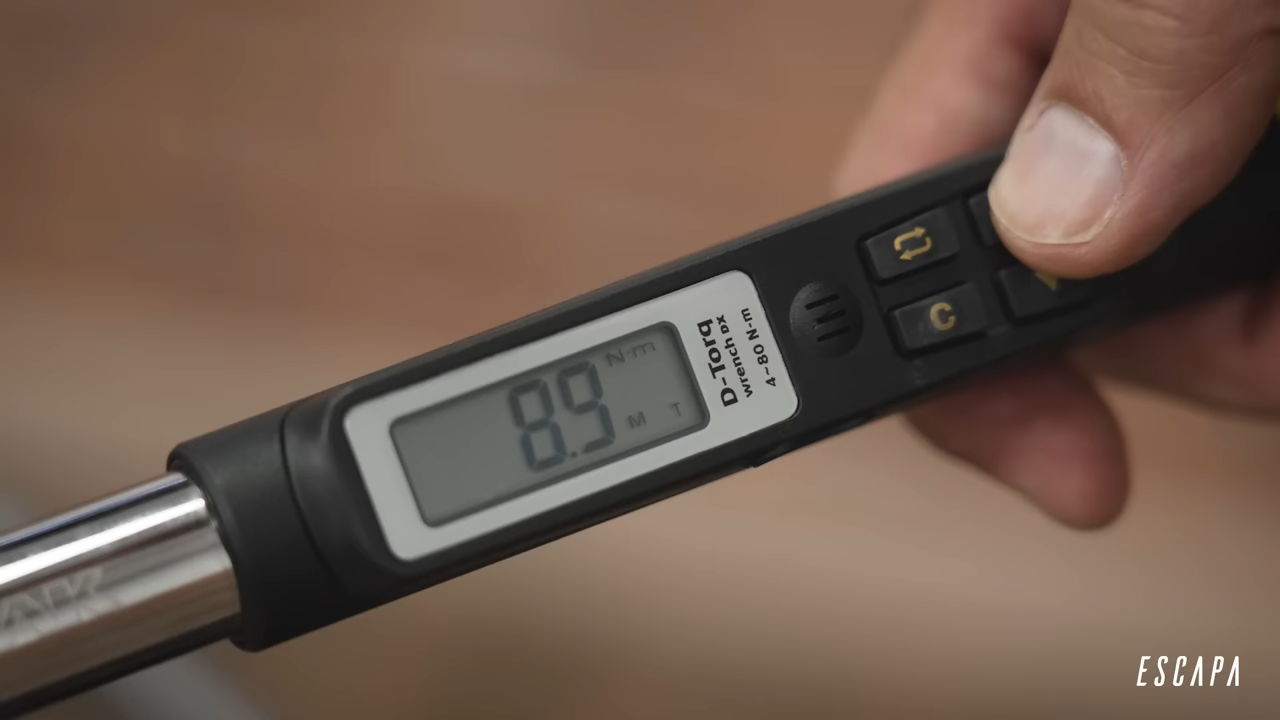 N·m
8.9
M T
D-Torq
wrench DX
4~80 N-m
C
ESCAPA